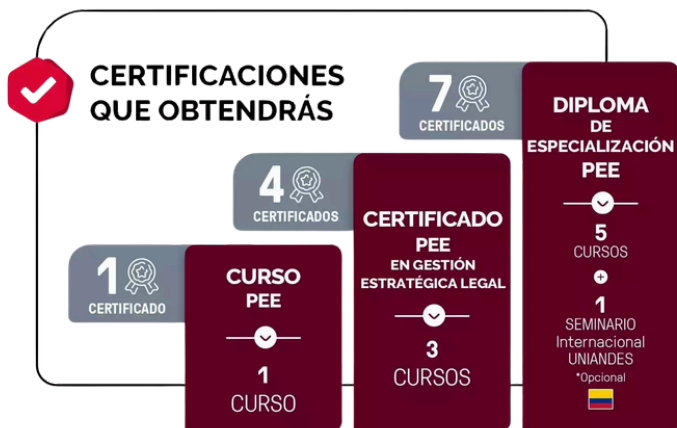 CERTIFICACIONES
QUE OBTENDRÁS
1
CERTIFICADO
CURSO
PEE
1
CURSO
4
CERTIFICADOS
CERTIFICADO
PEE
EN GESTIÓN
ESTRATÉGICA LEGAL
3
CURSOS
7
CERTIFICADOS
DIPLOMA
DE
ESPECIALIZACIÓN
PEE
5
CURSOS
+
1
SEMINARIO
Internacional
UNIANDES
*Opcional